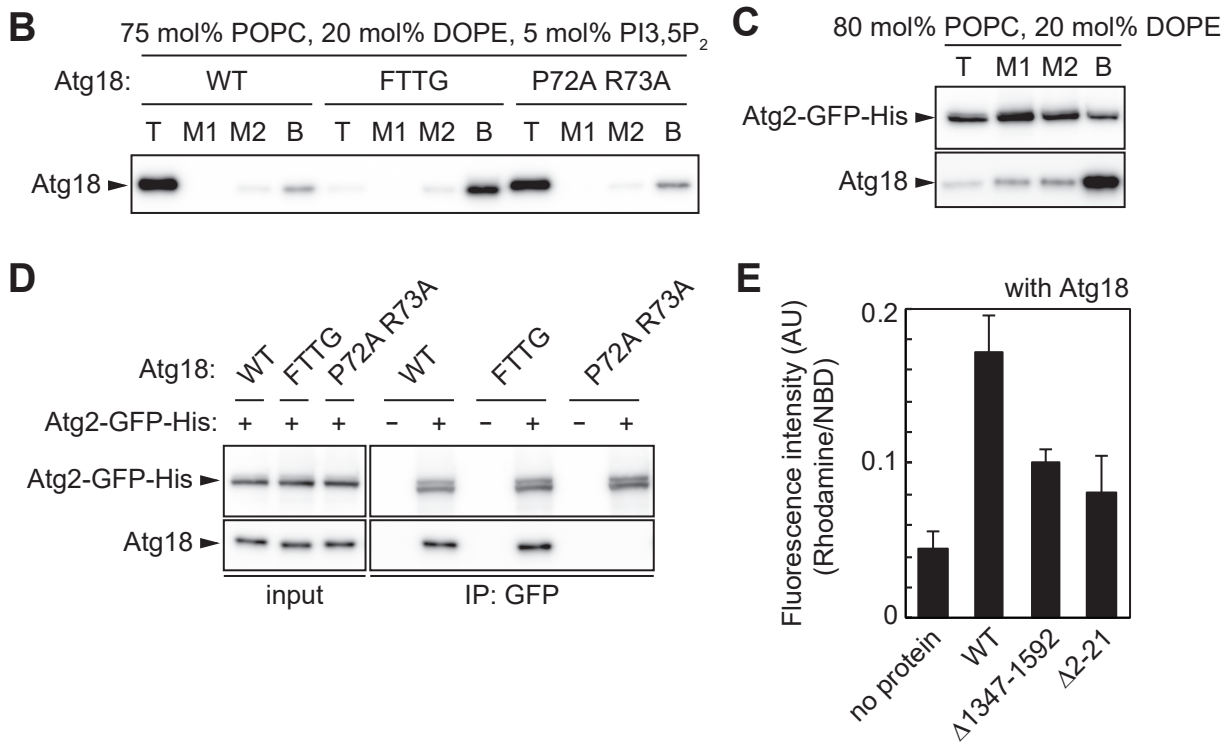 B
75 mol% POPC, 20 mol% DOPE, 5 mol% PI3,5P2
Atg18: WT FTTG P72A R73A
T M1 M2 B T M1 M2 B T M1 M2 B
Atg18
C
80 mol% POPC, 20 mol% DOPE
T M1 M2 B
Atg2-GFP-His
Atg18
D
Atg18: WT FTTG P72A R73A WT FTTG P72A R73A
Atg2-GFP-His: + + + − + − + − +
Atg2-GFP-His
Atg18
input IP: GFP
E
with Atg18
Fluorescence intensity (AU)
(Rhodamine/NBD)
0.2
0.1
0
no protein
WT
Δ1347-1592
Δ2-21